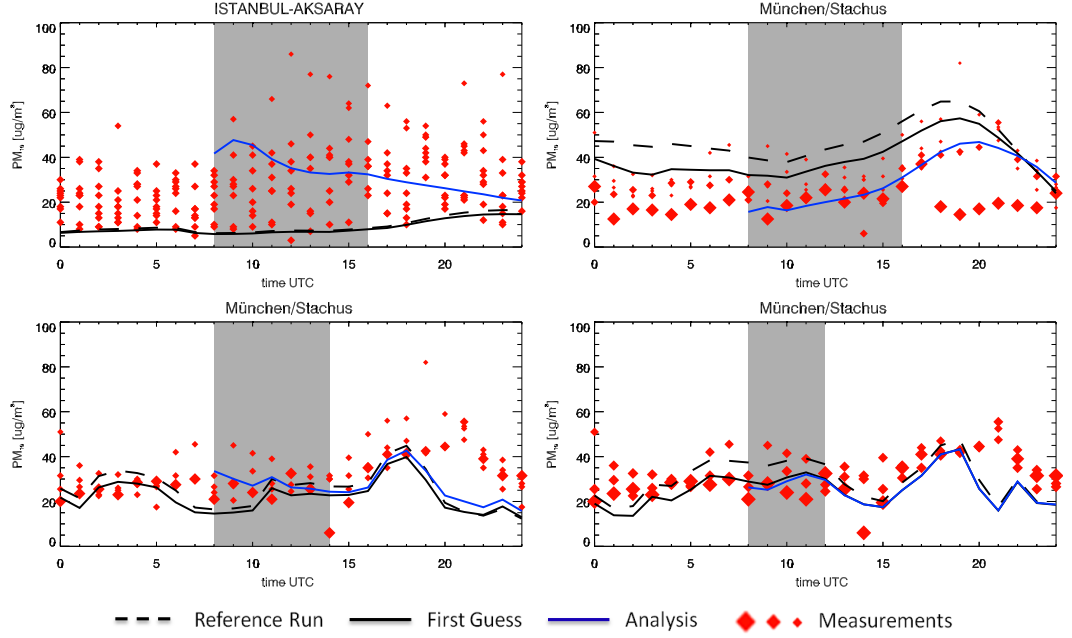 ISTANBUL-AKSARAY
PM₁₀ [ug/m³]
100
80
60
40
20
0
0 5 10 15 20
time UTC
München/Stachus
PM₁₀ [ug/m³]
100
80
60
40
20
0
0 5 10 15 20
time UTC
München/Stachus
PM₁₀ [ug/m³]
100
80
60
40
20
0
0 5 10 15 20
time UTC
München/Stachus
PM₁₀ [ug/m³]
100
80
60
40
20
0
0 5 10 15 20
time UTC
Reference Run First Guess Analysis Measurements